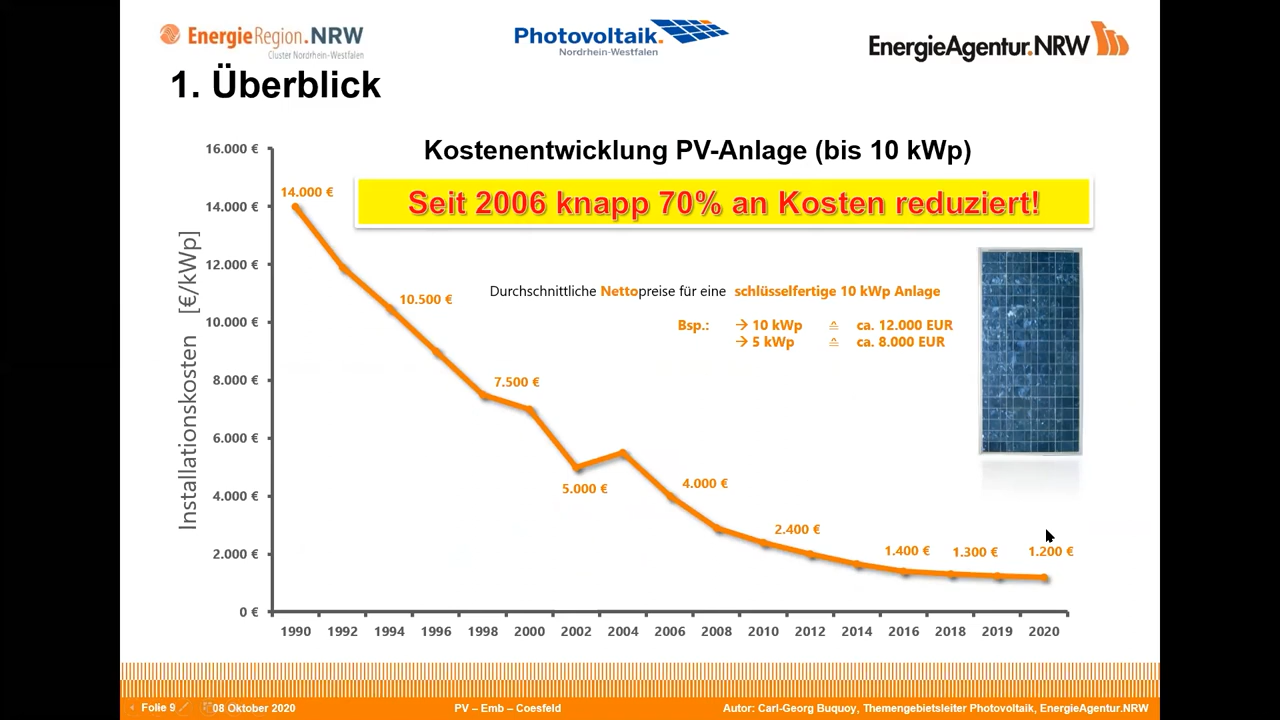 EnergieRegion.NRW
Cluster Nordrhein-Westfalen
Photovoltaik.
Nordrhein-Westfalen
EnergieAgentur.NRW
1. Überblick
Kostenentwicklung PV-Anlage (bis 10 kWp)
Seit 2006 knapp 70% an Kosten reduziert!
Durchschnittliche Nettopreise für eine schlüsselfertige 10 kWp Anlage
Bsp.: → 10 kWp ≙ ca. 12.000 EUR
→ 5 kWp ≙ ca. 8.000 EUR
Installationskosten [€/kWp]
16.000 €
14.000 €
12.000 €
10.000 €
8.000 €
6.000 €
4.000 €
2.000 €
0 €
14.000 €
10.500 €
7.500 €
5.000 €
4.000 €
2.400 €
1.400 €
1.300 €
1.200 €
1990 1992 1994 1996 1998 2000 2002 2004 2006 2008 2010 2012 2014 2016 2018 2019 2020
Folie 9 08 Oktober 2020 PV – Emb – Coesfeld Autor: Carl-Georg Buquoy, Themengebietsleiter Photovoltaik, EnergieAgentur.NRW